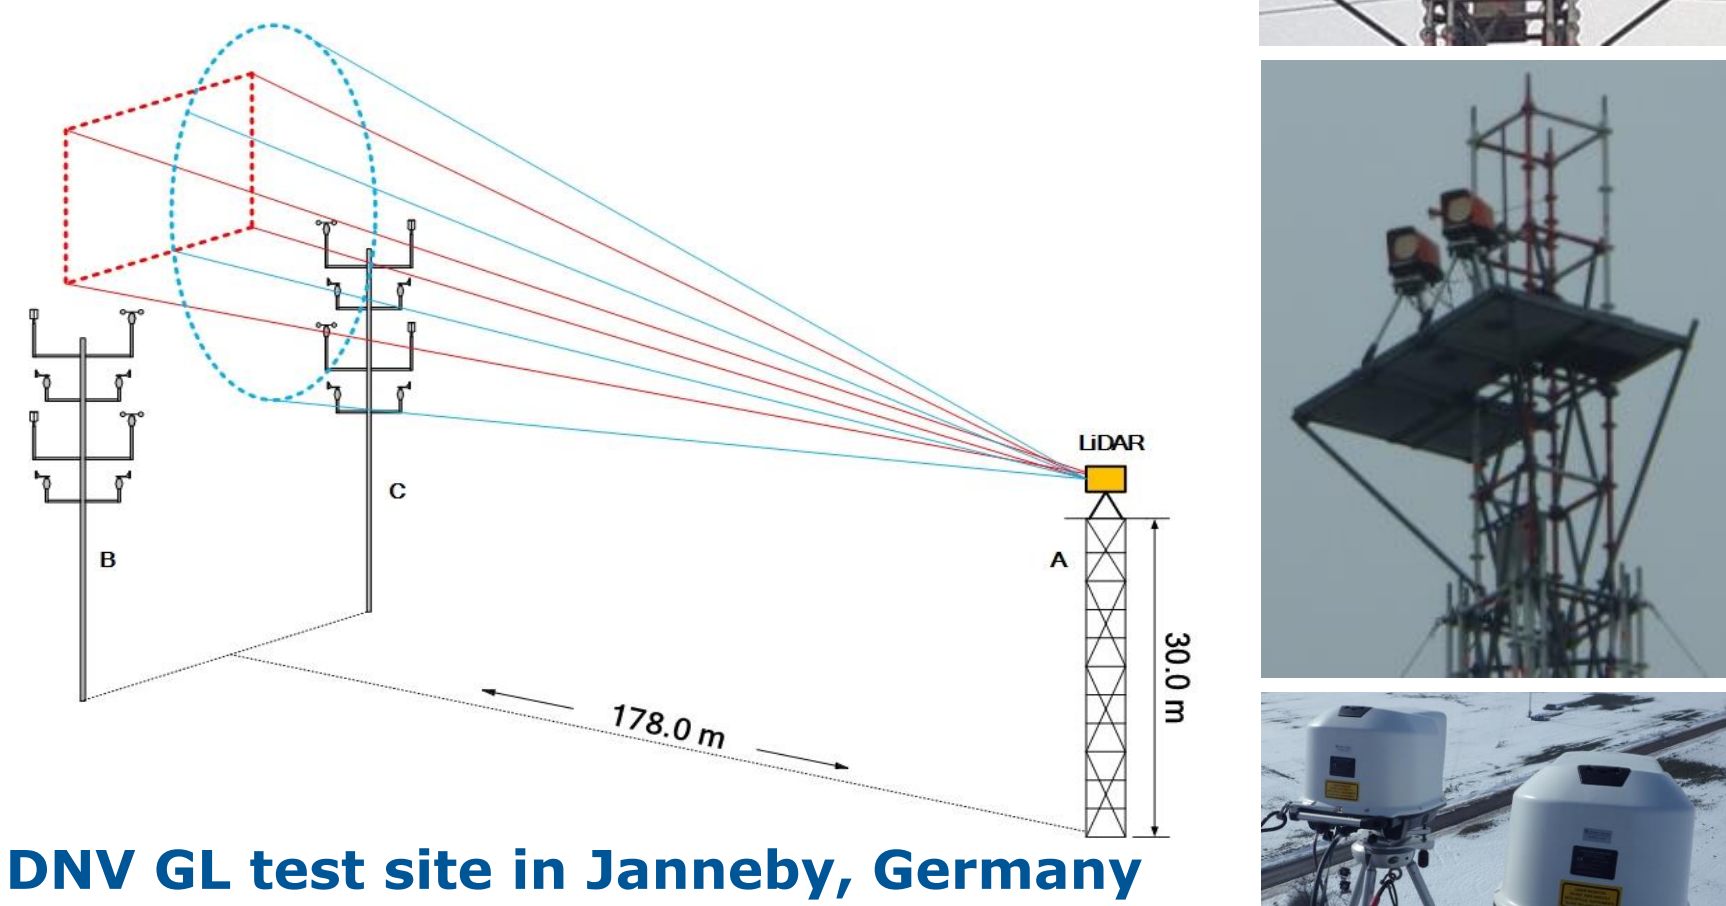 LiDAR
C
B
A
30.0 m
178.0 m
DNV GL test site in Janneby, Germany